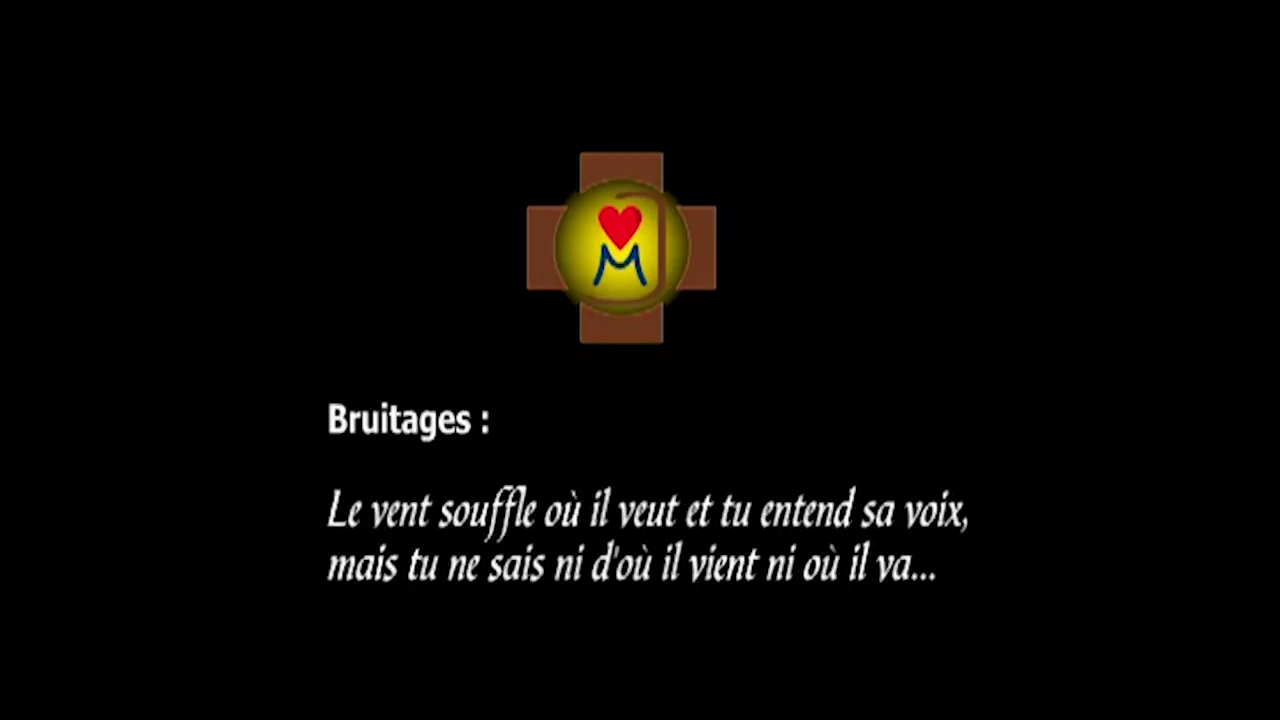 M
Bruitages :
Le vent souffle où il veut et tu entend sa voix,
mais tu ne sais ni d'où il vient ni où il va...